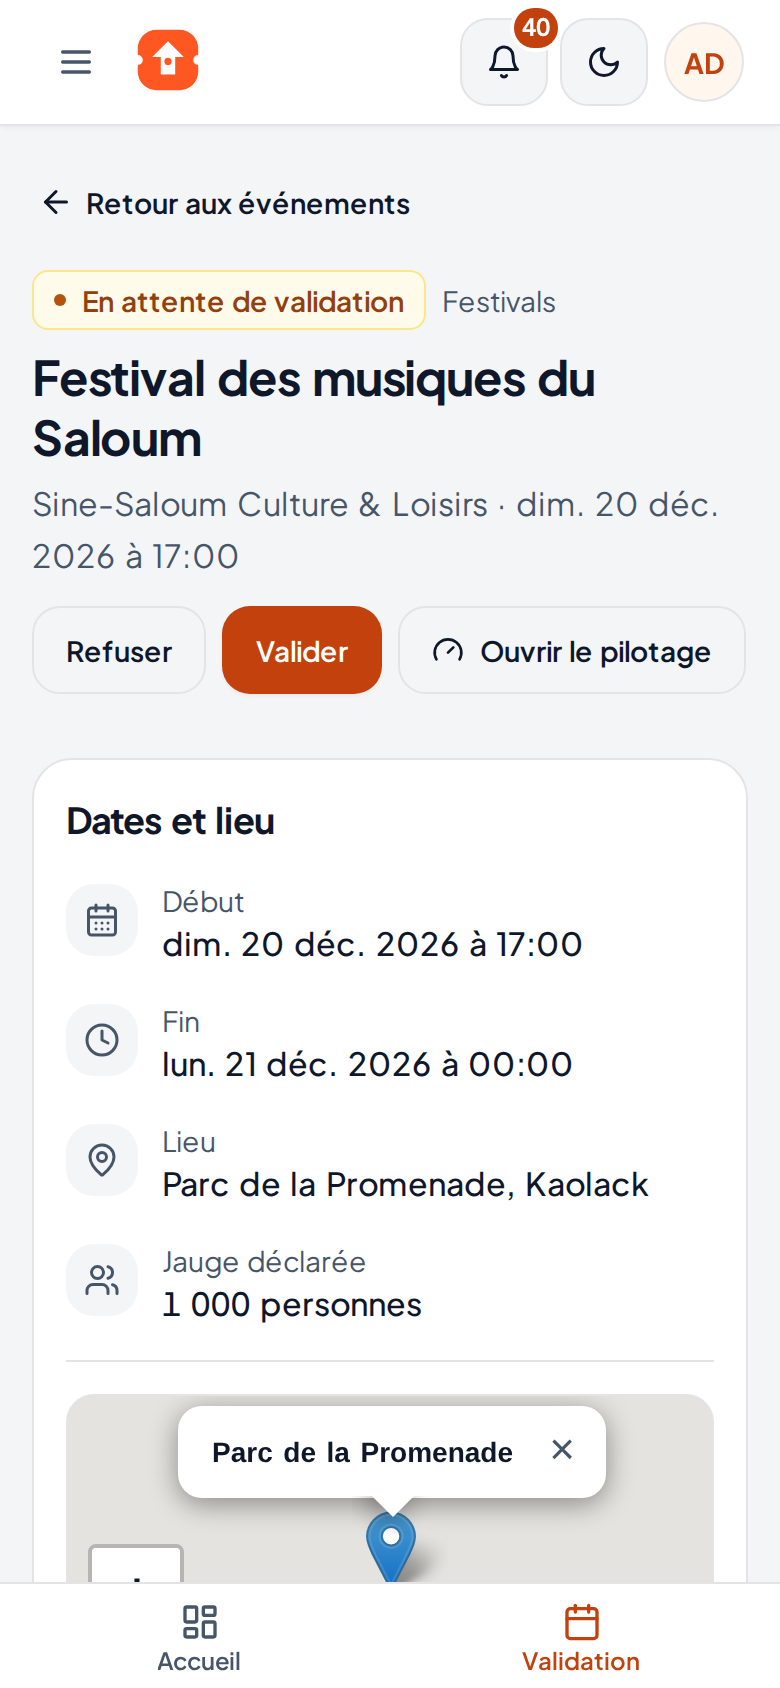 40
AD
Retour aux événements
En attente de validation
Festivals
Festival des musiques du
Saloum
Sine-Saloum Culture & Loisirs · dim. 20 déc.
2026 à 17:00
Refuser
Valider
Ouvrir le pilotage
Dates et lieu
Début
dim. 20 déc. 2026 à 17:00
Fin
lun. 21 déc. 2026 à 00:00
Lieu
Parc de la Promenade, Kaolack
Jauge déclarée
1 000 personnes
Parc de la Promenade
Accueil
Validation